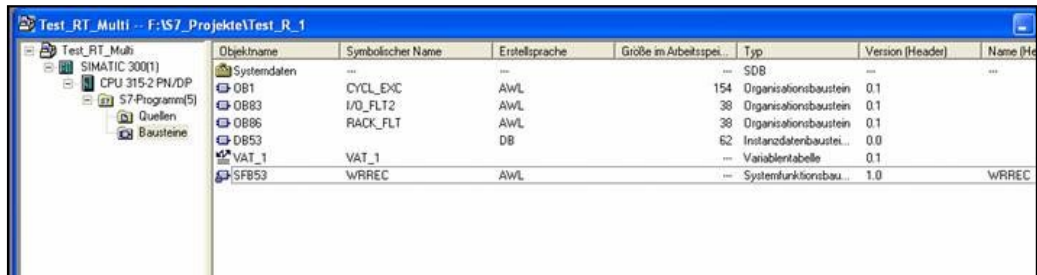 Test_RT_Multi -- F:\S7_Projekte\Test_R_1
Test_RT_Multi
SIMATIC 300(1)
CPU 315-2 PN/DP
S7-Programm(5)
Quellen
Bausteine
Objektname Symbolischer Name Erstellsprache Größe im Arbeitsspei... Typ Version (Header) Name (He
Systemdaten --- --- --- SDB --- ---
OB1 CYCL_EXC AWL 154 Organisationsbaustein 0.1
OB83 I/O_FLT2 AWL 38 Organisationsbaustein 0.1
OB86 RACK_FLT AWL 38 Organisationsbaustein 0.1
DB53 DB 62 Instanzdatenbaustei... 0.0
VAT_1 VAT_1 --- Variablentabelle 0.1
SFB53 WRREC AWL --- Systemfunktionsbau... 1.0 WRREC